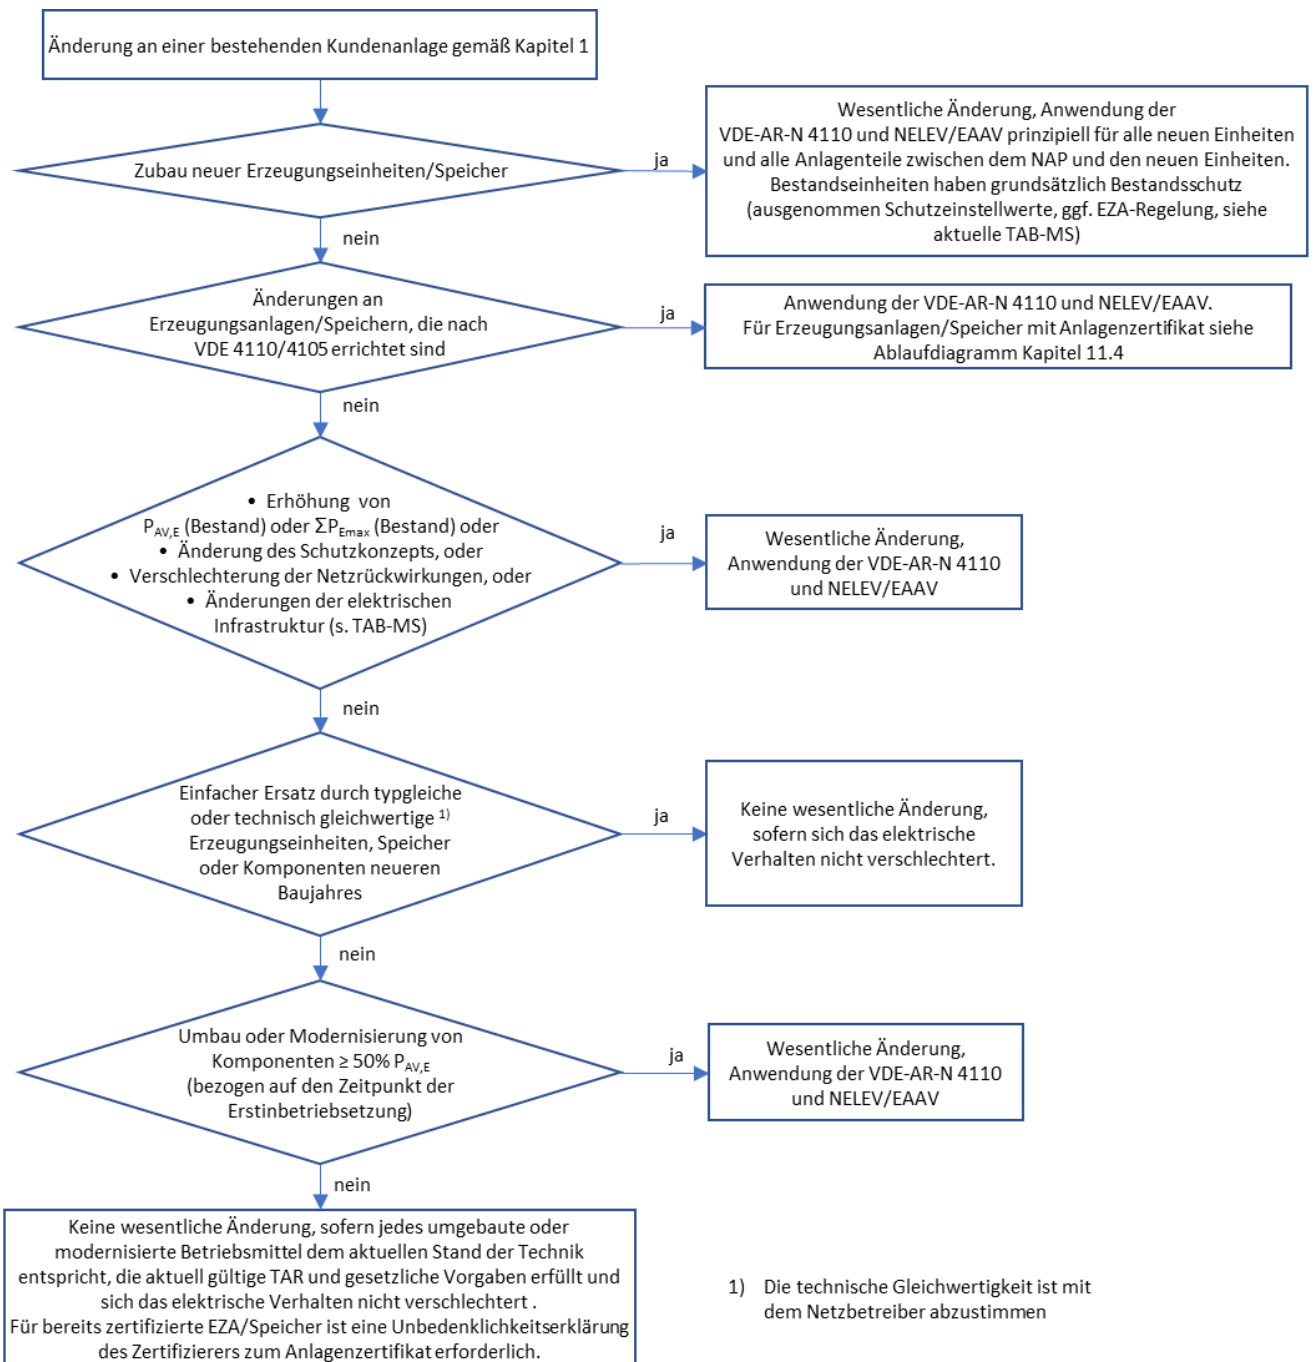 Änderung an einer bestehenden Kundenanlage gemäß Kapitel 1
Zubau neuer Erzeugungseinheiten/Speicher
ja
Wesentliche Änderung, Anwendung der
VDE-AR-N 4110 und NELEV/EAAV prinzipiell für alle neuen Einheiten
und alle Anlagenteile zwischen dem NAP und den neuen Einheiten.
Bestandseinheiten haben grundsätzlich Bestandsschutz
(ausgenommen Schutzeinstellwerte, ggf. EZA-Regelung, siehe
aktuelle TAB-MS)
nein
Änderungen an
Erzeugungsanlagen/Speichern, die nach
VDE 4110/4105 errichtet sind
ja
Anwendung der VDE-AR-N 4110 und NELEV/EAAV.
Für Erzeugungsanlagen/Speicher mit Anlagenzertifikat siehe
Ablaufdiagramm Kapitel 11.4
nein
• Erhöhung von
P_AV,E (Bestand) oder ΣP_Emax (Bestand) oder
• Änderung des Schutzkonzepts, oder
• Verschlechterung der Netzrückwirkungen, oder
• Änderungen der elektrischen
Infrastruktur (s. TAB-MS)
ja
Wesentliche Änderung,
Anwendung der VDE-AR-N 4110
und NELEV/EAAV
nein
Einfacher Ersatz durch typgleiche
oder technisch gleichwertige 1)
Erzeugungseinheiten, Speicher
oder Komponenten neueren
Baujahres
ja
Keine wesentliche Änderung,
sofern sich das elektrische
Verhalten nicht verschlechtert.
nein
Umbau oder Modernisierung von
Komponenten ≥ 50% P_AV,E
(bezogen auf den Zeitpunkt der
Erstinbetriebsetzung)
ja
Wesentliche Änderung,
Anwendung der VDE-AR-N 4110
und NELEV/EAAV
nein
Keine wesentliche Änderung, sofern jedes umgebaute oder
modernisierte Betriebsmittel dem aktuellen Stand der Technik
entspricht, die aktuell gültige TAR und gesetzliche Vorgaben erfüllt und
sich das elektrische Verhalten nicht verschlechtert .
Für bereits zertifizierte EZA/Speicher ist eine Unbedenklichkeitserklärung
des Zertifizierers zum Anlagenzertifikat erforderlich.
1) Die technische Gleichwertigkeit ist mit
dem Netzbetreiber abzustimmen